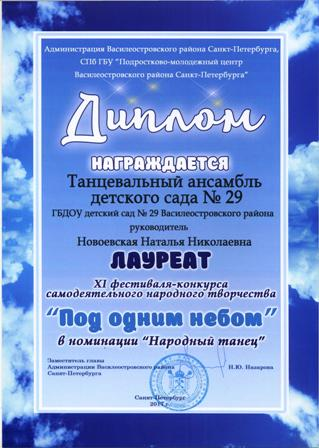 Администрация Василеостровского района Санкт-Петербурга,
СПб ГБУ "Подростково-молодежный центр
Василеостровского района Санкт-Петербурга"
Диплом
НАГРАЖДАЕТСЯ
Танцевальный ансамбль
детского сада № 29
ГБДОУ детский сад № 29 Василеостровского района
руководитель
Новоевская Наталья Николаевна
ЛАУРЕАТ
XI фестиваля-конкурса
самодеятельного народного творчества
"Под одним небом"
в номинации "Народный танец"
Заместитель главы
Администрации Василеостровского района
Санкт-Петербурга
Н.Ю. Назарова
Санкт-Петербург
2017 г.